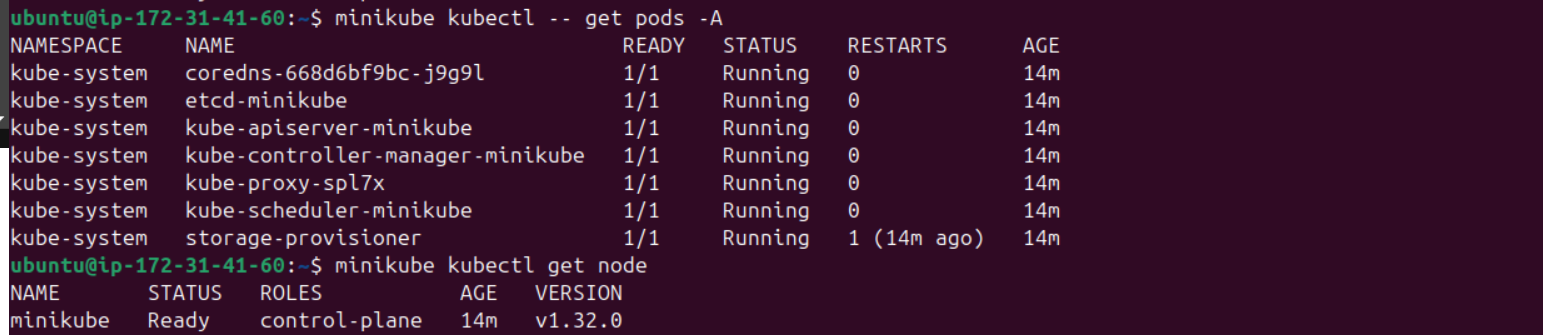 ubuntu@ip-172-31-41-60:~$ minikube kubectl -- get pods -A
NAMESPACE     NAME                               READY   STATUS    RESTARTS      AGE
kube-system   coredns-668d6bf9bc-j9g9l           1/1     Running   0             14m
kube-system   etcd-minikube                      1/1     Running   0             14m
kube-system   kube-apiserver-minikube            1/1     Running   0             14m
kube-system   kube-controller-manager-minikube   1/1     Running   0             14m
kube-system   kube-proxy-spl7x                   1/1     Running   0             14m
kube-system   kube-scheduler-minikube            1/1     Running   0             14m
kube-system   storage-provisioner                1/1     Running   1 (14m ago)   14m
ubuntu@ip-172-31-41-60:~$ minikube kubectl get node
NAME       STATUS   ROLES           AGE   VERSION
minikube   Ready    control-plane   14m   v1.32.0